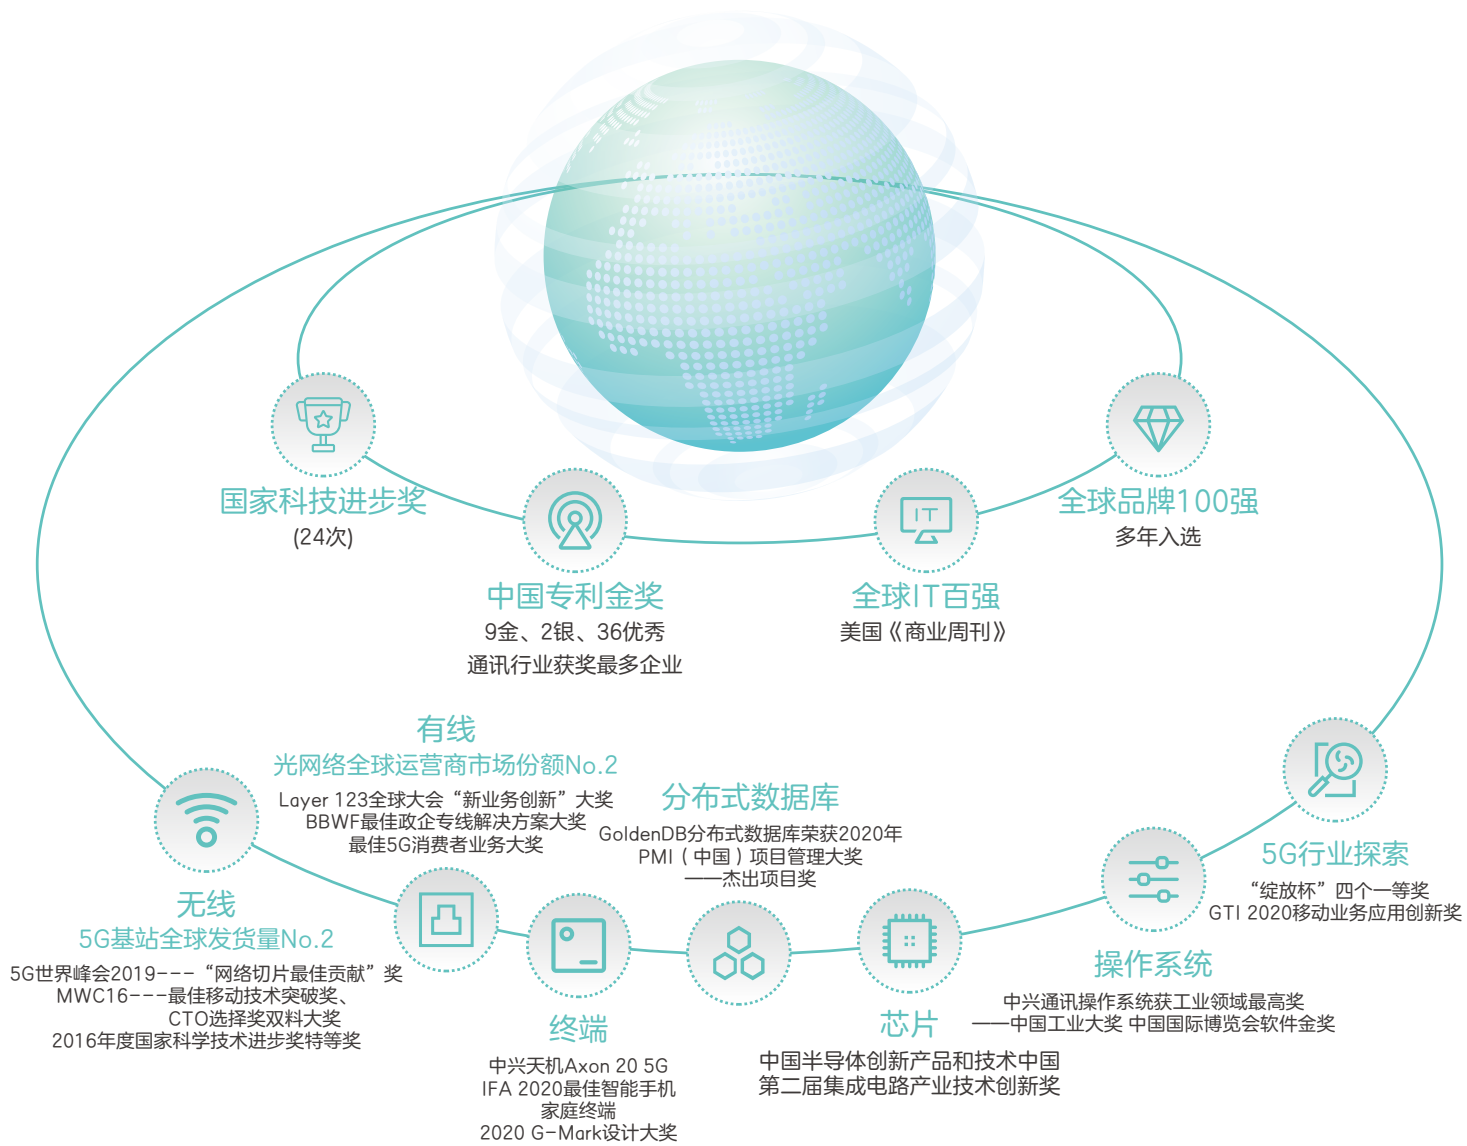 国家科技进步奖
(24次)
中国专利金奖
9金、2银、36优秀
通讯行业获奖最多企业
IT
全球IT百强
美国《商业周刊》
全球品牌100强
多年入选
无线
5G基站全球发货量No.2
5G世界峰会2019---“网络切片最佳贡献”奖
MWC16---最佳移动技术突破奖、
CTO选择奖双料大奖
2016年度国家科学技术进步奖特等奖
有线
光网络全球运营商市场份额No.2
Layer 123全球大会“新业务创新”大奖
BBWF最佳政企专线解决方案大奖
最佳5G消费者业务大奖
终端
中兴天机Axon 20 5G
IFA 2020最佳智能手机
家庭终端
2020 G-Mark设计大奖
分布式数据库
GoldenDB分布式数据库荣获2020年
PMI（中国）项目管理大奖
——杰出项目奖
芯片
中国半导体创新产品和技术中国
第二届集成电路产业技术创新奖
操作系统
中兴通讯操作系统获工业领域最高奖
——中国工业大奖 中国国际博览会软件金奖
5G行业探索
“绽放杯”四个一等奖
GTI 2020移动业务应用创新奖